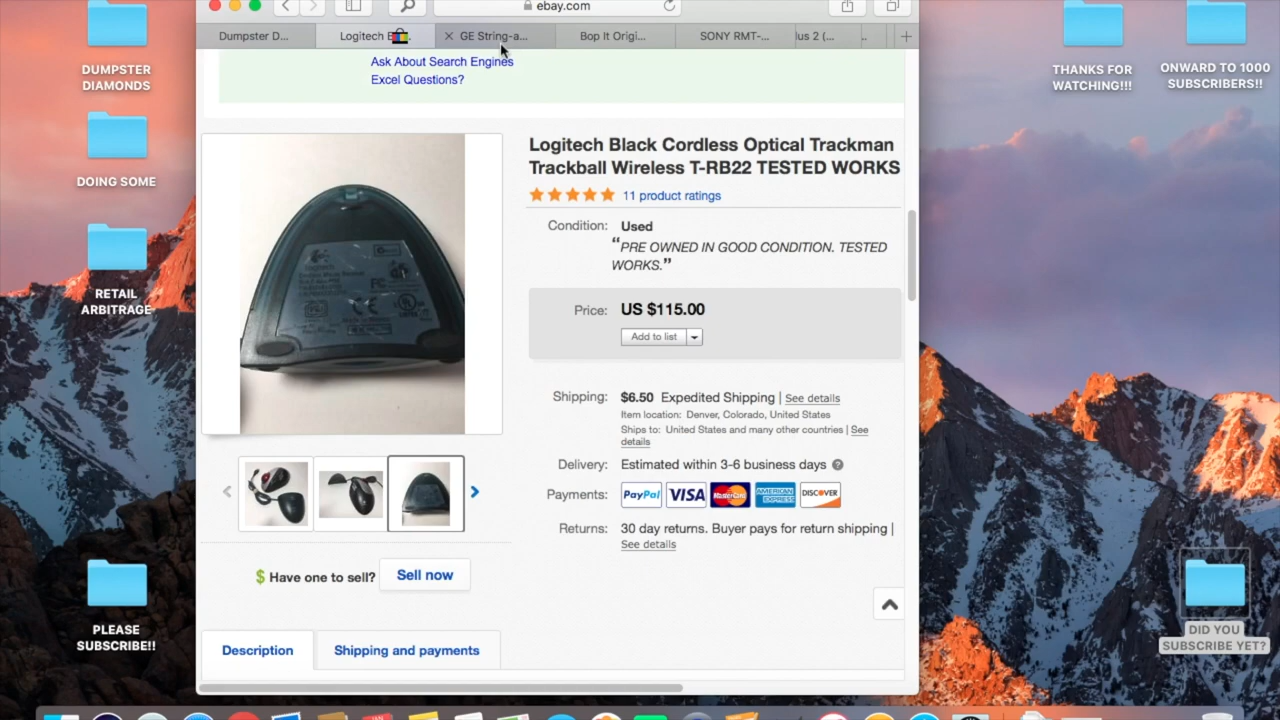 ebay.com
Dumpster D...
Logitech B
GE String-a...
Bop It Origi...
SONY RMT-...
lus 2 (...
..
Ask About Search Engines
Excel Questions?
DUMPSTER
DIAMONDS
DOING SOME
RETAIL
ARBITRAGE
PLEASE
SUBSCRIBE!!
THANKS FOR
WATCHING!!!
ONWARD TO 1000
SUBSCRIBERS!!
DID YOU
SUBSCRIBE YET?
Logitech Black Cordless Optical Trackman
Trackball Wireless T-RB22 TESTED WORKS
11 product ratings
Condition: Used
“PRE OWNED IN GOOD CONDITION. TESTED
WORKS.”
Price: US $115.00
Add to list
Shipping: $6.50 Expedited Shipping | See details
Item location: Denver, Colorado, United States
Ships to: United States and many other countries | See
details
Delivery: Estimated within 3-6 business days ?
Payments: PayPal VISA MasterCard AMERICAN EXPRESS DISCOVER
Returns: 30 day returns. Buyer pays for return shipping |
See details
Logitech
FC
CE
$ Have one to sell? Sell now
Description
Shipping and payments